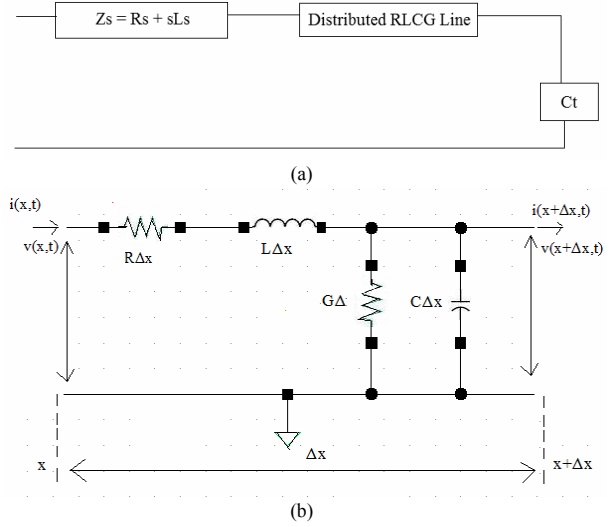 Zs = Rs + sLs
Distributed RLCG Line
Ct
(a)
i(x,t)
i(x+Δx,t)
v(x,t)
v(x+Δx,t)
RΔx
LΔx
GΔ
CΔx
Δx
x
x+Δx
(b)